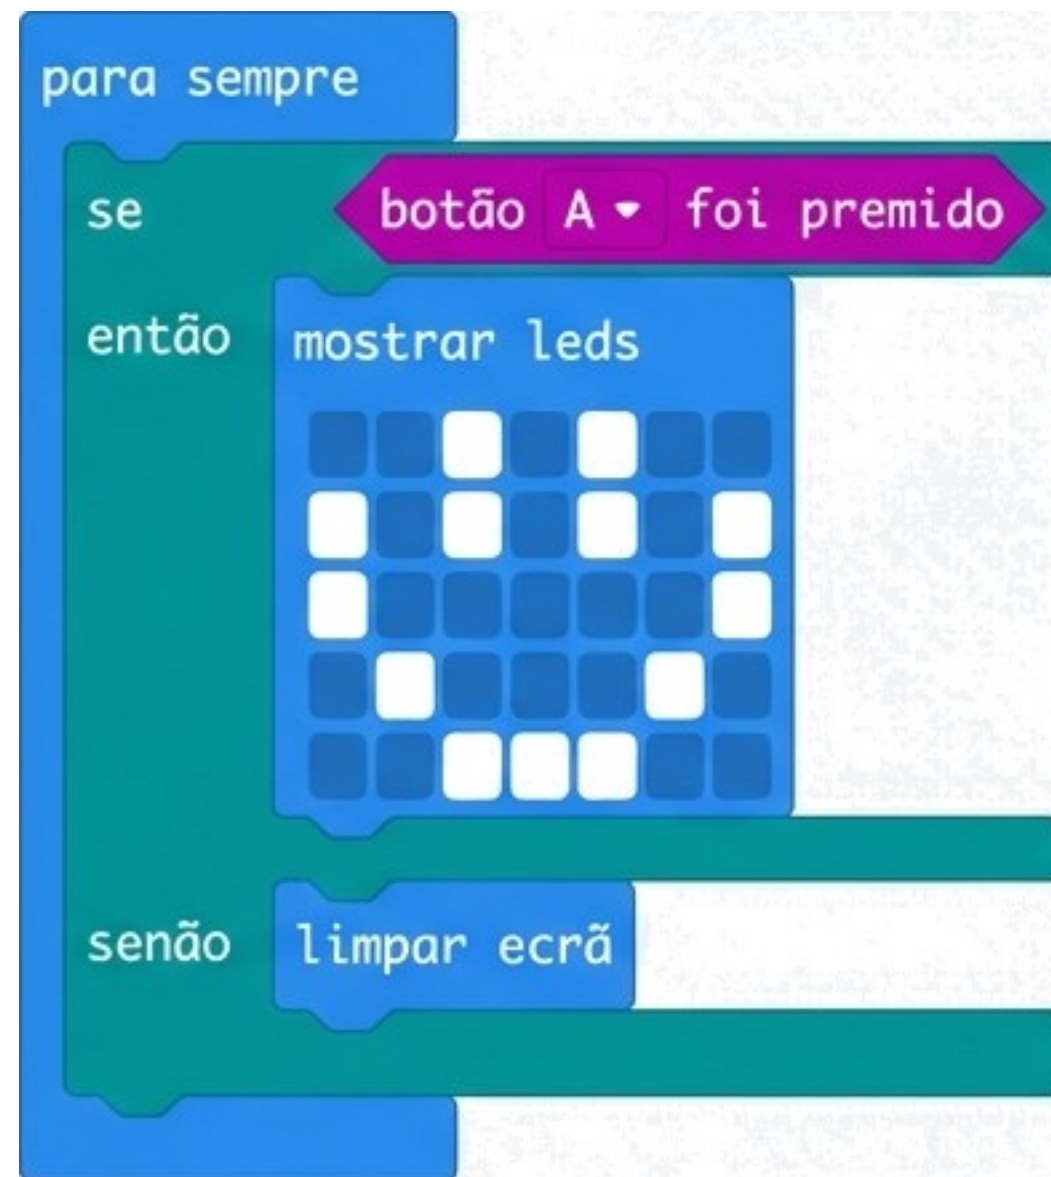 para sempre
se botão A foi premido
então mostrar leds
senão limpar ecrã